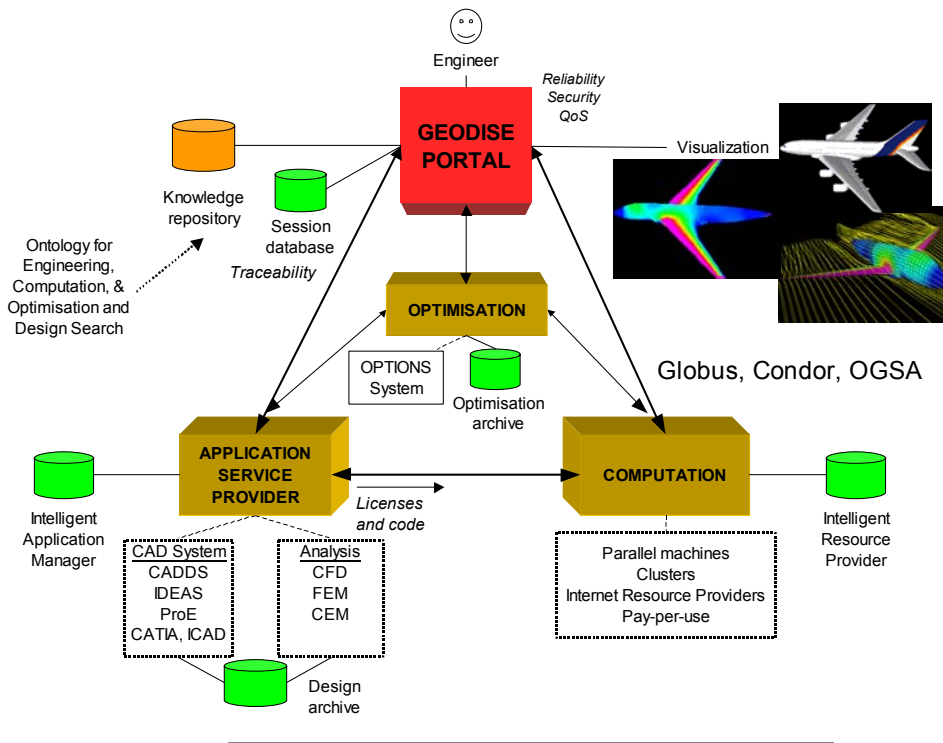 Engineer
Reliability
Security
QoS
GEODISE
PORTAL
Visualization
Knowledge
repository
Session
database
Traceability
Ontology for
Engineering,
Computation, &
Optimisation and
Design Search
OPTIMISATION
OPTIONS
System
Optimisation
archive
Globus, Condor, OGSA
APPLICATION
SERVICE
PROVIDER
COMPUTATION
Licenses
and code
Intelligent
Application
Manager
Intelligent
Resource
Provider
CAD System
CADDS
IDEAS
ProE
CATIA, ICAD
Analysis
CFD
FEM
CEM
Parallel machines
Clusters
Internet Resource Providers
Pay-per-use
Design
archive